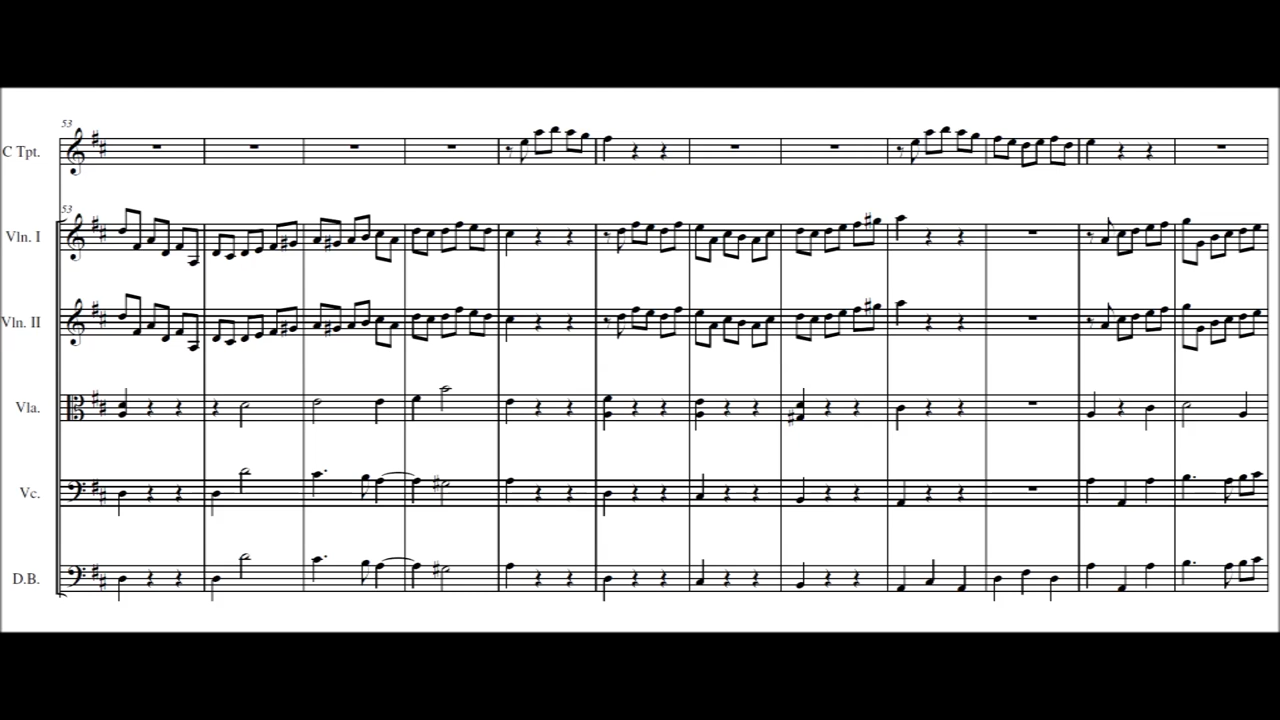 53
C Tpt.
53
Vln. I
Vln. II
Vla.
Vc.
D.B.